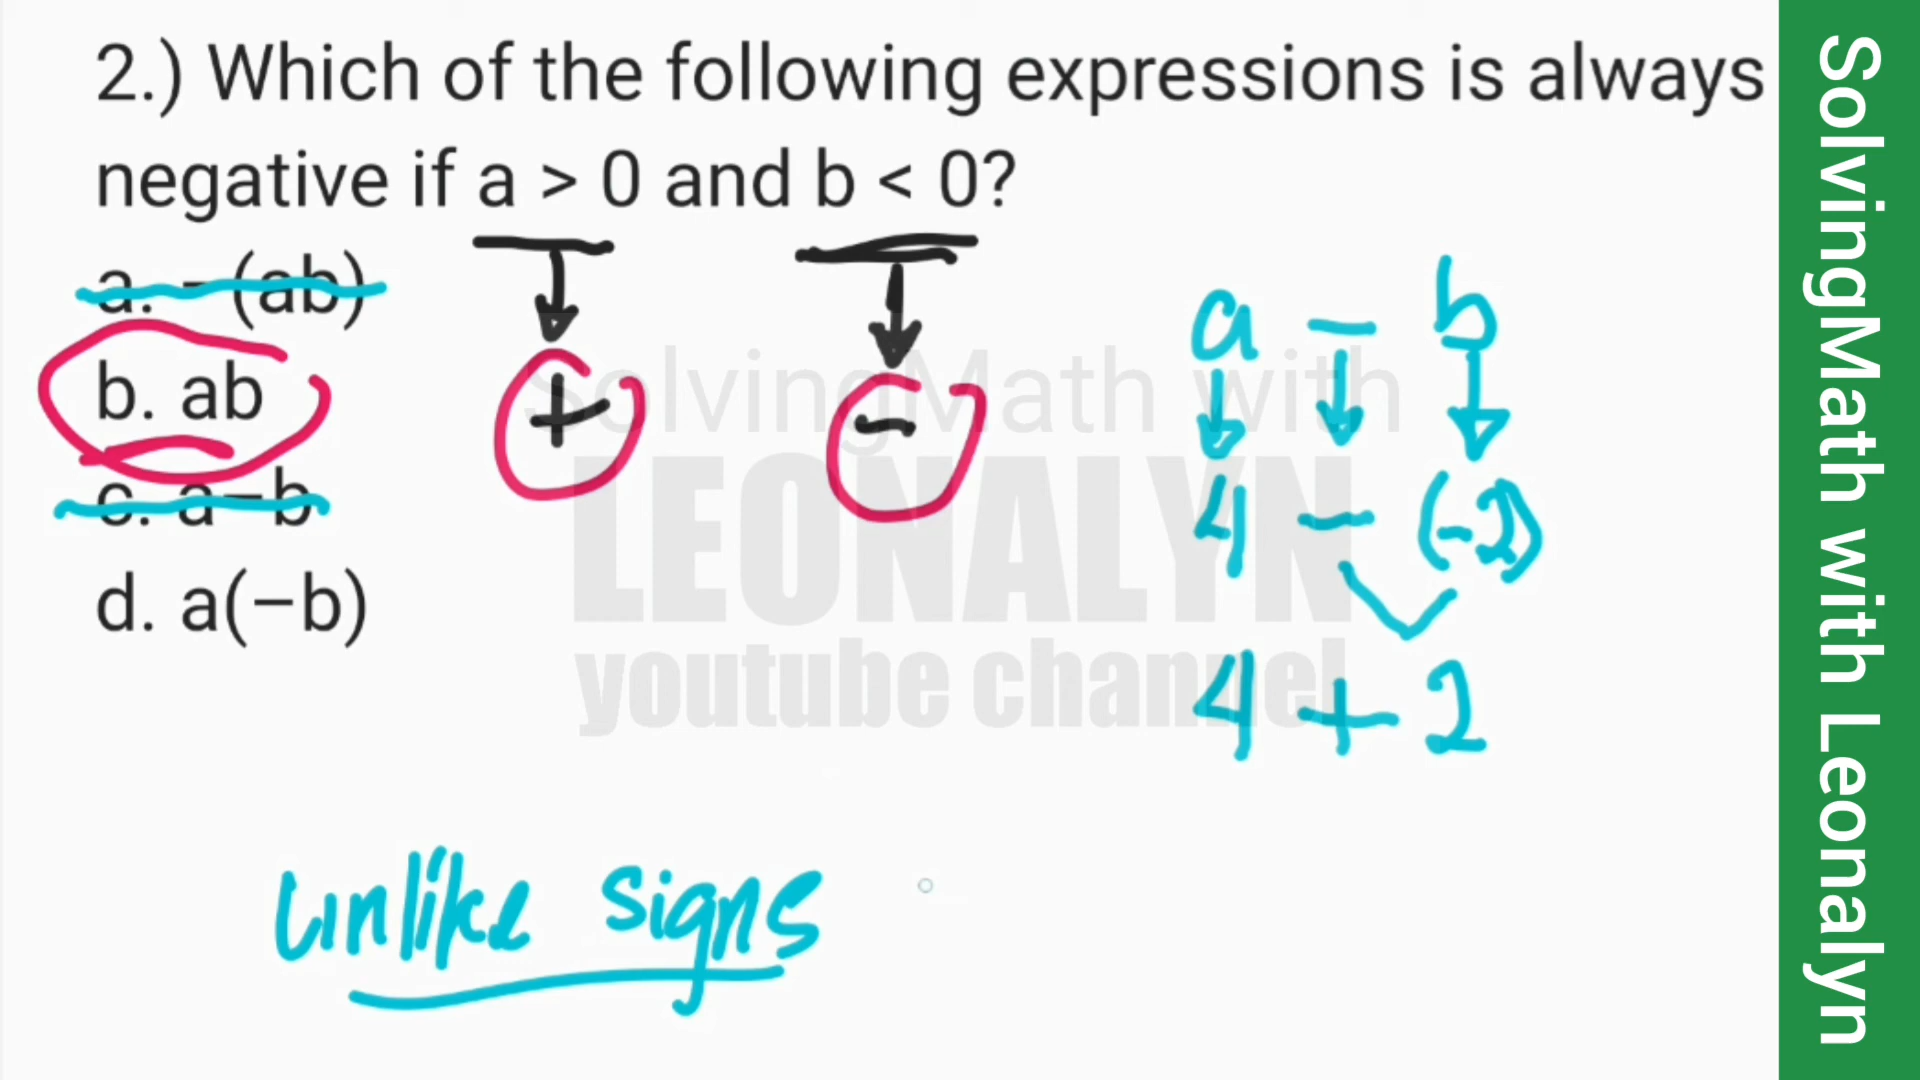 2.) Which of the following expressions is always
negative if a > 0 and b < 0?
a. −(ab)
b. ab
c. a−b
d. a(−b)
+ −
a − b
4 − (-2)
4 + 2
unlike signs
SolvingMath with
LEONALYN
youtube channel
SolvingMath with Leonalyn